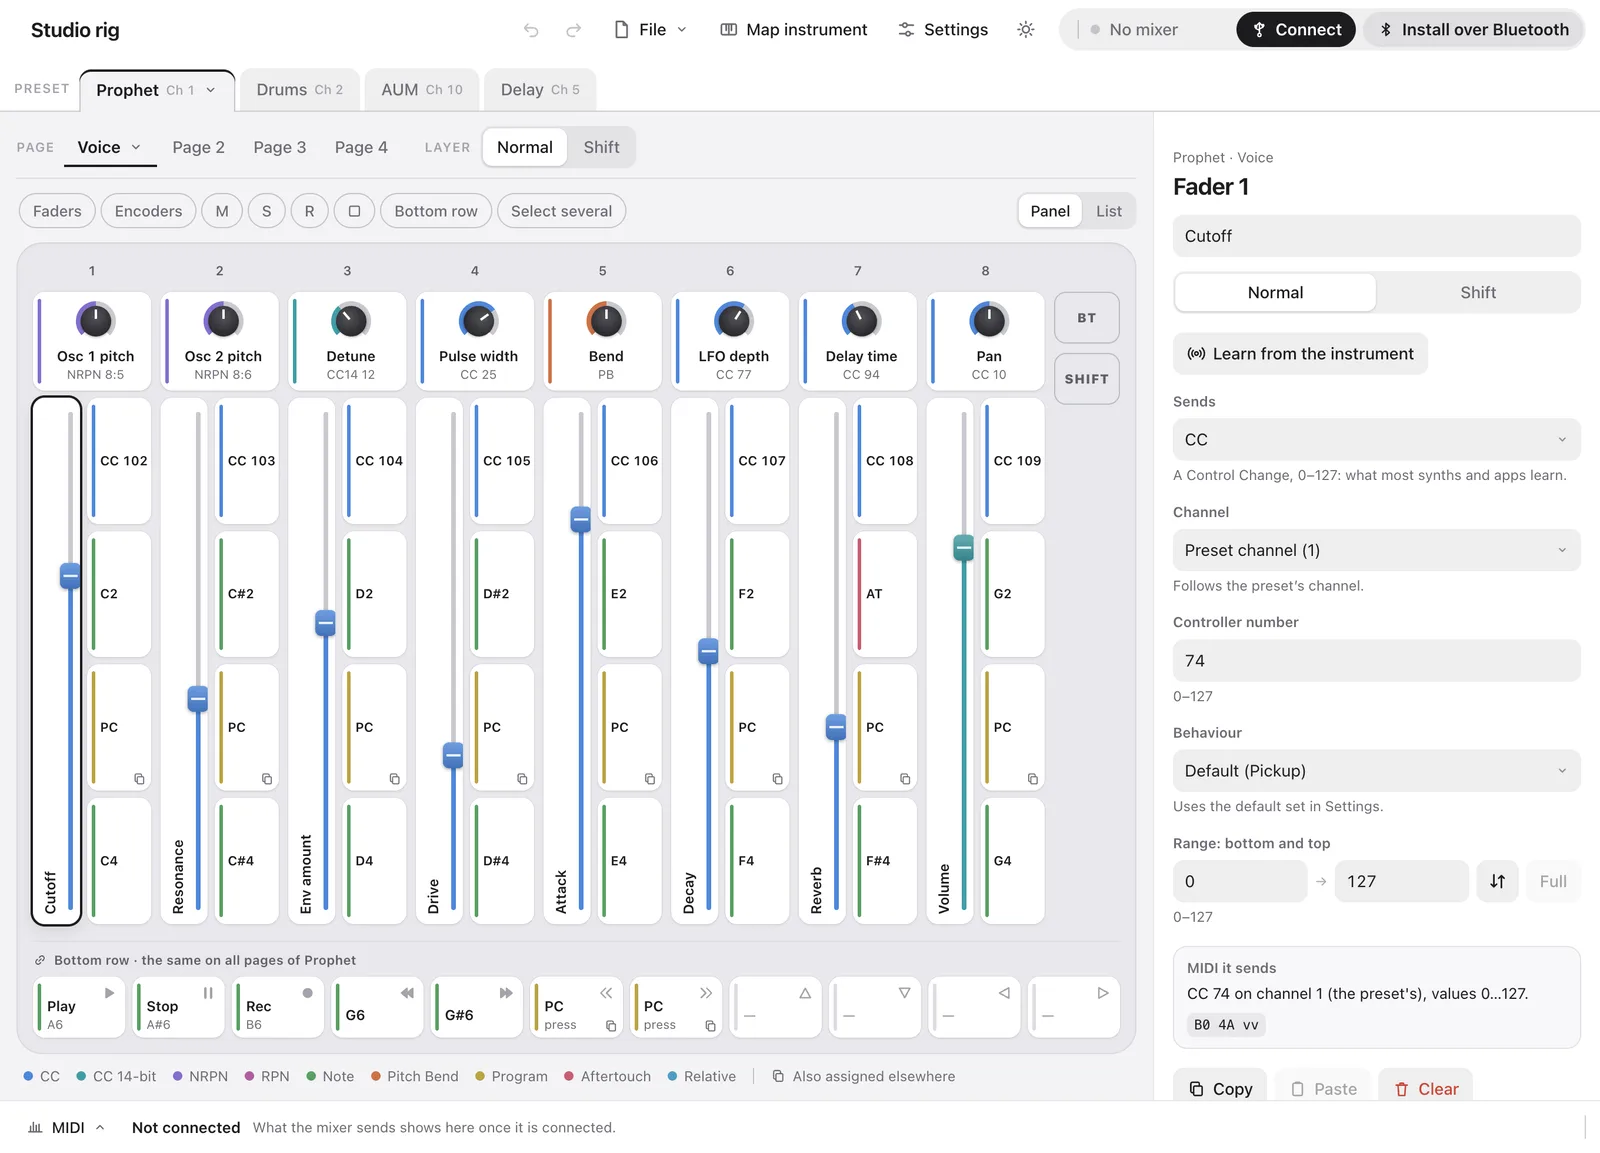 Studio rig
File
Map instrument
Settings
No mixer
Connect
Install over Bluetooth
PRESET
Prophet Ch 1
Drums Ch 2
AUM Ch 10
Delay Ch 5
PAGE
Voice
Page 2
Page 3
Page 4
LAYER
Normal
Shift
Faders
Encoders
M
S
R
Bottom row
Select several
Panel
List
1 2 3 4 5 6 7 8
Osc 1 pitch
NRPN 8:5
Osc 2 pitch
NRPN 8:6
Detune
CC14 12
Pulse width
CC 25
Bend
PB
LFO depth
CC 77
Delay time
CC 94
Pan
CC 10
BT
SHIFT
CC 102 CC 103 CC 104 CC 105 CC 106 CC 107 CC 108 CC 109
C2 C#2 D2 D#2 E2 F2 AT G2
PC PC PC PC PC PC PC PC
C4 C#4 D4 D#4 E4 F4 F#4 G4
Cutoff
Resonance
Env amount
Drive
Attack
Decay
Reverb
Volume
Bottom row · the same on all pages of Prophet
Play
A6
Stop
A#6
Rec
B6
G6
G#6
PC
press
PC
press
—
—
—
—
CC
CC 14-bit
NRPN
RPN
Note
Pitch Bend
Program
Aftertouch
Relative
Also assigned elsewhere
Prophet · Voice
Fader 1
Cutoff
Normal
Shift
Learn from the instrument
Sends
CC
A Control Change, 0–127: what most synths and apps learn.
Channel
Preset channel (1)
Follows the preset’s channel.
Controller number
74
0–127
Behaviour
Default (Pickup)
Uses the default set in Settings.
Range: bottom and top
0 → 127
Full
0–127
MIDI it sends
CC 74 on channel 1 (the preset's), values 0…127.
B0 4A vv
Copy
Paste
Clear
MIDI
Not connected
What the mixer sends shows here once it is connected.